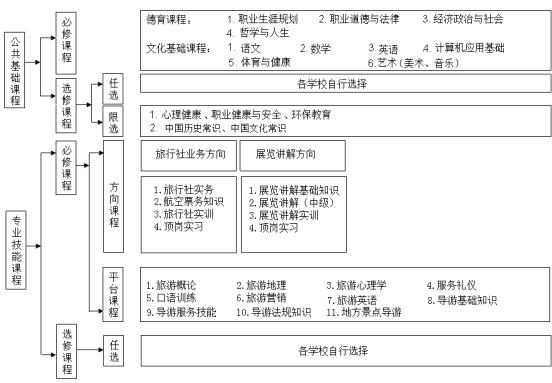 公共基础课程
必修课程
德育课程：	1. 职业生涯规划	2. 职业道德与法律	3. 经济政治与社会
4. 哲学与人生
文化基础课程：	1. 语文	2. 数学	3. 英语	4. 计算机应用基础
5. 体育与健康	6. 艺术（美术、音乐）
选修课程
任选
各学校自行选择
限选
1. 心理健康、职业健康与安全、环保教育
2. 中国历史常识、中国文化常识
专业技能课程
必修课程
方向课程
旅行社业务方向
展览讲解方向
1.旅行社实务
2.航空票务知识
3.旅行社实训
4.顶岗实习
1.展览讲解基础知识
2.展览讲解（中级）
3.展览讲解实训
4.顶岗实习
平台课程
1.旅游概论	2.旅游地理	3.旅游心理学	4.服务礼仪
5.口语训练	6.旅游营销	7.旅游英语	8.导游基础知识
9.导游服务技能	10.导游法规知识	11.地方景点导游
选修课程
任选
各学校自行选择